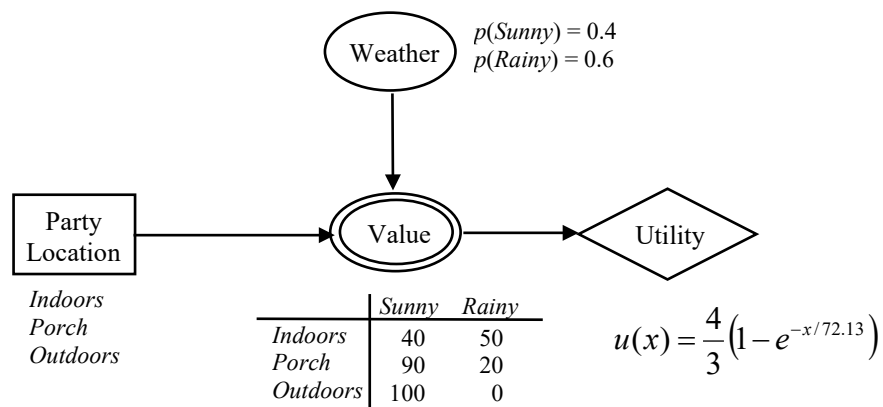 Weather
p(Sunny) = 0.4
p(Rainy) = 0.6
Party
Location
Value
Utility
Indoors
Porch
Outdoors
Sunny Rainy
Indoors 40 50
Porch 90 20
Outdoors 100 0
u(x) = 4/3 (1 − e^{−x/72.13})